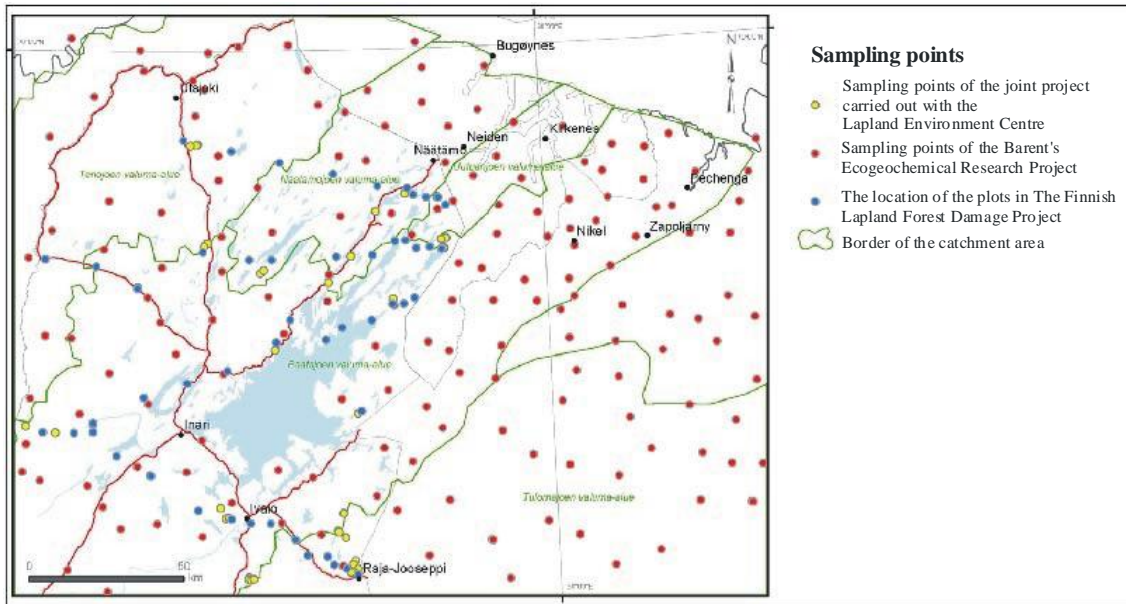 Bugøynes
N
Utsjoki
Kirkenes
Neiden
Näätämö
Tenojoen valuma-alue
Näätämöjoen valuma-alue
Pechenga
Nikel
Zapoljarny
Paatsjoen valuma-alue
Inari
Tulomajoen valuma-alue
Ivalo
Raja-Jooseppi
0 50
km
Sampling points
Sampling points of the joint project
carried out with the
Lapland Environment Centre
Sampling points of the Barent's
Ecogeochemical Research Project
The location of the plots in The Finnish
Lapland Forest Damage Project
Border of the catchment area